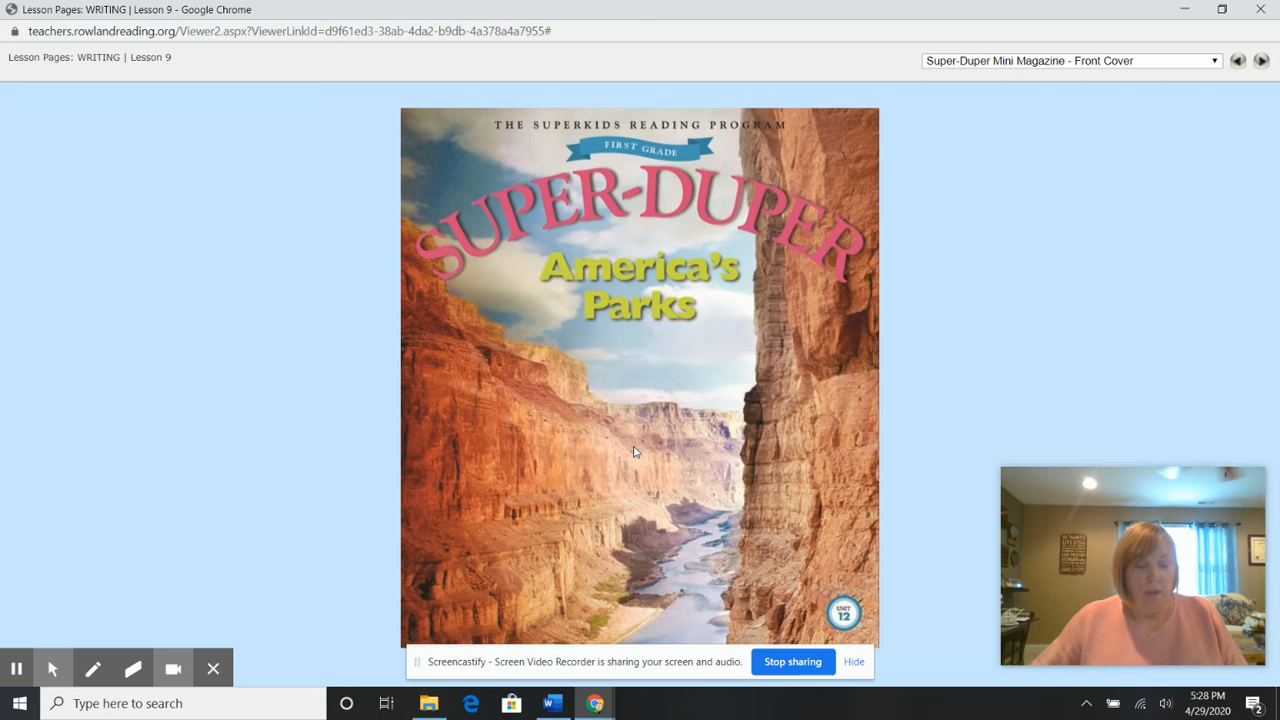 Lesson Pages: WRITING | Lesson 9 - Google Chrome
teachers.rowlandreading.org/Viewer2.aspx?ViewerLinkId=d9f61ed3-38ab-4da2-b9db-4a378a4a7955#
Lesson Pages: WRITING | Lesson 9
Super-Duper Mini Magazine - Front Cover
THE SUPERKIDS READING PROGRAM
FIRST GRADE
SUPER-DUPER
America's
Parks
UNIT
12
Screencastify - Screen Video Recorder is sharing your screen and audio.
Stop sharing
Hide
Type here to search
5:28 PM
4/29/2020
2